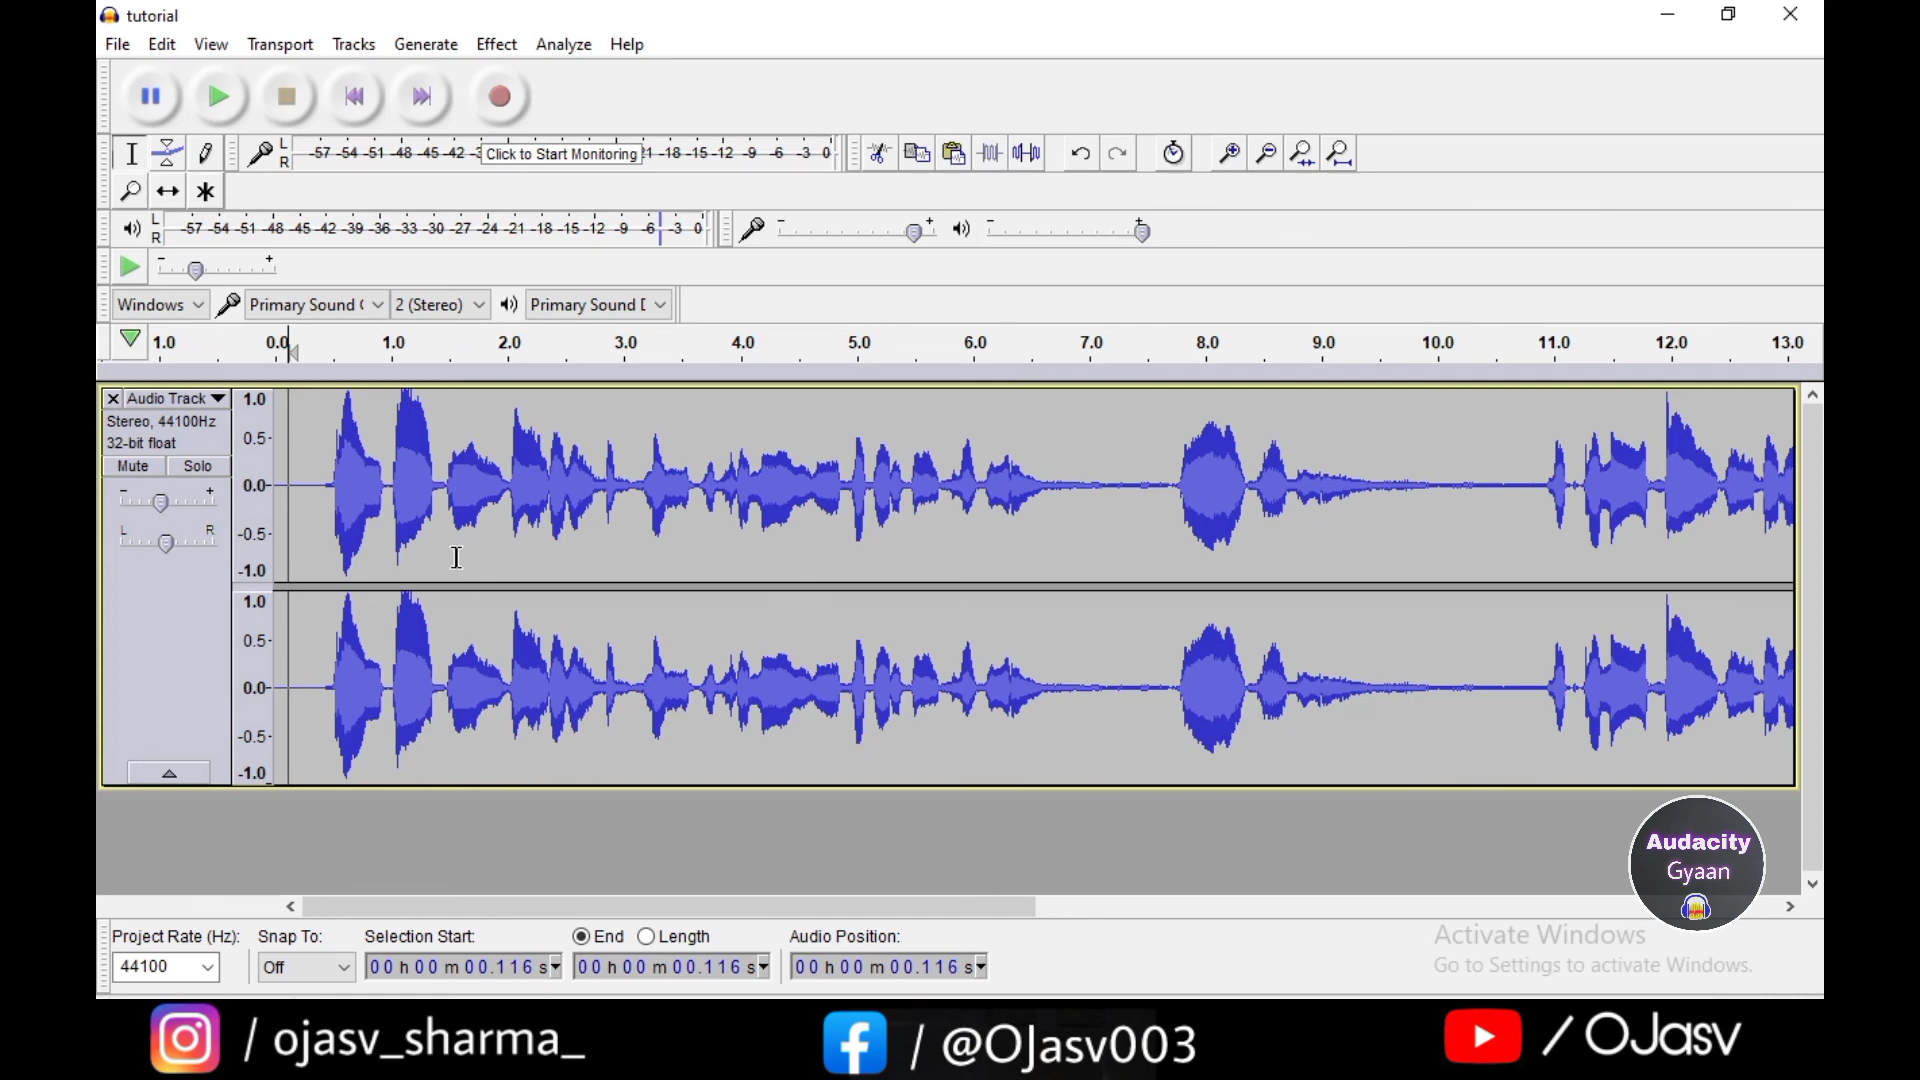 tutorial
File Edit View Transport Tracks Generate Effect Analyze Help
L
R
-57 -54 -51 -48 -45 -42 -3 Click to Start Monitoring 21 -18 -15 -12 -9 -6 -3 0
L
R
-57 -54 -51 -48 -45 -42 -39 -36 -33 -30 -27 -24 -21 -18 -15 -12 -9 -6 -3 0
Windows Primary Sound 2 (Stereo) Primary Sound
1.0 0.0 1.0 2.0 3.0 4.0 5.0 6.0 7.0 8.0 9.0 10.0 11.0 12.0 13.0
Audio Track 1.0
Stereo, 44100Hz
0.5
32-bit float
Mute Solo
0.0
L R
-0.5
-1.0
1.0
0.5
0.0
-0.5
-1.0
Audacity
Gyaan
Project Rate (Hz): Snap To: Selection Start: End Length Audio Position:
44100 Off 00 h 00 m 00.116 s 00 h 00 m 00.116 s 00 h 00 m 00.116 s
Activate Windows
Go to Settings to activate Windows.
/ ojasv_sharma_ / @OJasv003 / OJasv